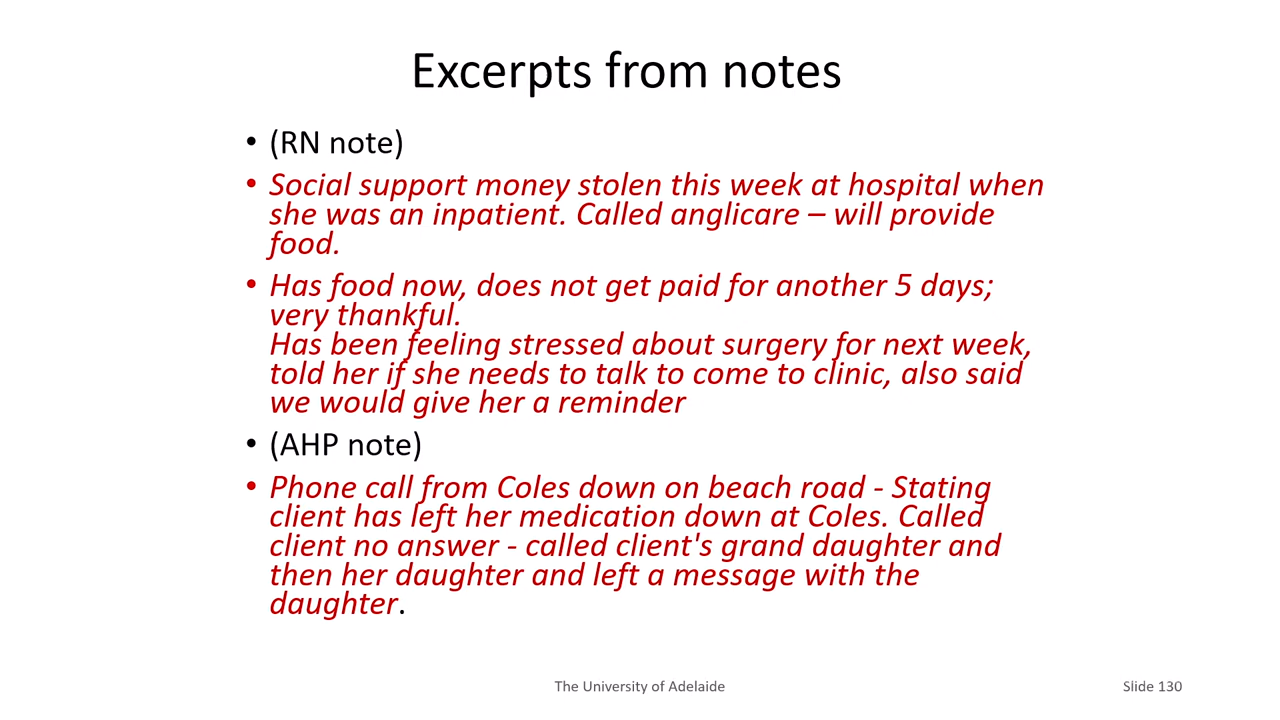 Excerpts from notes
• (RN note)
• Social support money stolen this week at hospital when
she was an inpatient. Called anglicare – will provide
food.
• Has food now, does not get paid for another 5 days;
very thankful.
Has been feeling stressed about surgery for next week,
told her if she needs to talk to come to clinic, also said
we would give her a reminder
• (AHP note)
• Phone call from Coles down on beach road - Stating
client has left her medication down at Coles. Called
client no answer - called client's grand daughter and
then her daughter and left a message with the
daughter.
The University of Adelaide
Slide 130